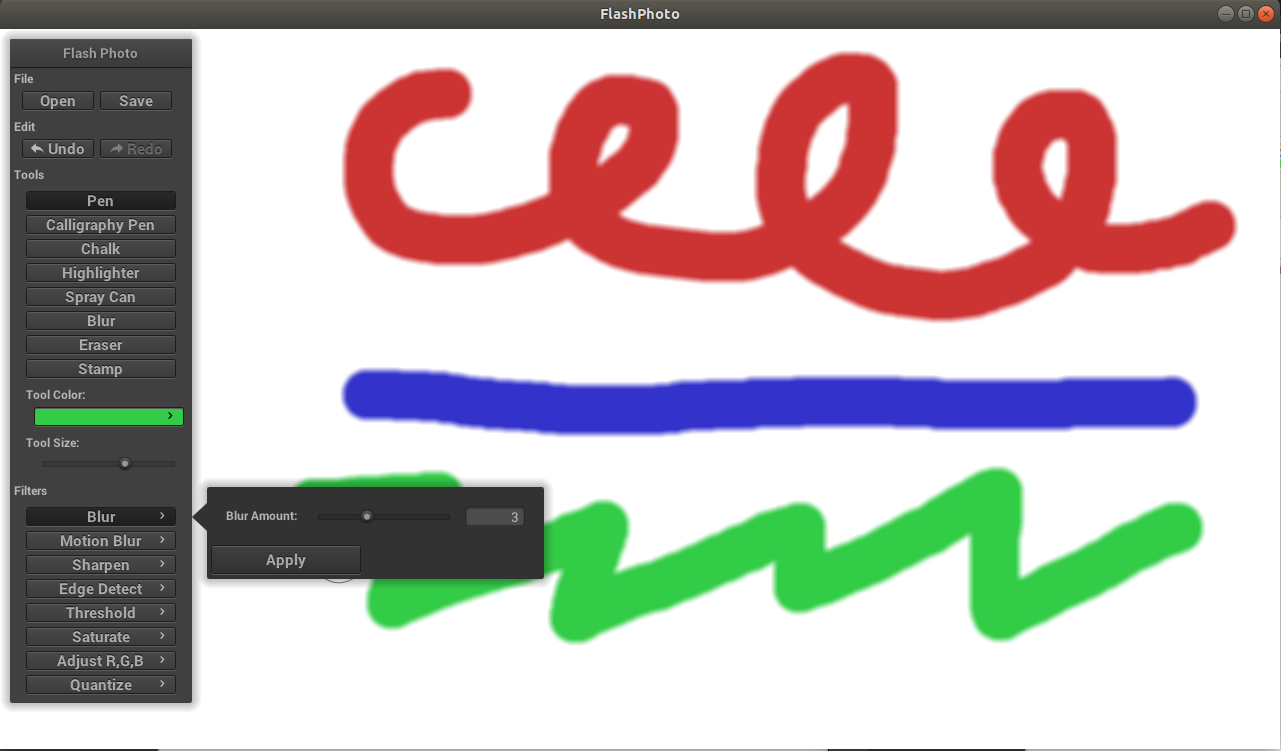 FlashPhoto
Flash Photo
File
Open Save
Edit
Undo Redo
Tools
Pen
Calligraphy Pen
Chalk
Highlighter
Spray Can
Blur
Eraser
Stamp
Tool Color:
Tool Size:
Filters
Blur
Motion Blur
Sharpen
Edge Detect
Threshold
Saturate
Adjust R,G,B
Quantize
Blur Amount: 3
Apply